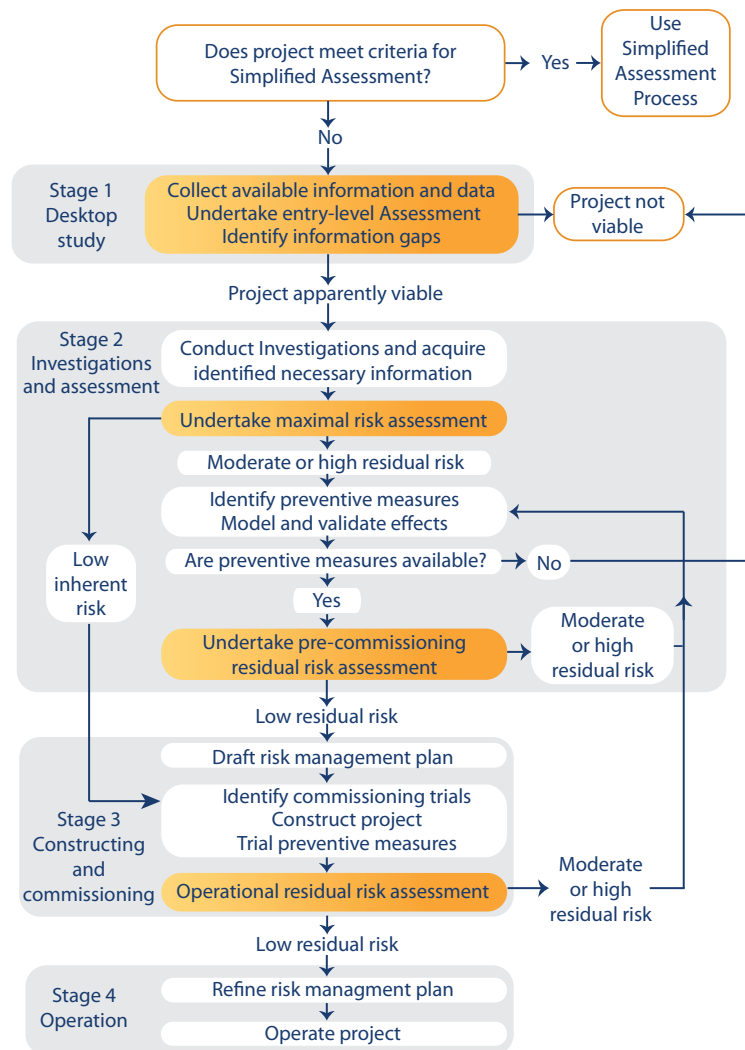 Does project meet criteria for
Simplified Assessment?
Yes
Use
Simplified
Assessment
Process
No
Stage 1
Desktop
study
Collect available information and data
Undertake entry-level Assessment
Identify information gaps
Project not
viable
Project apparently viable
Stage 2
Investigations
and assessment
Conduct Investigations and acquire
identified necessary information
Undertake maximal risk assessment
Moderate or high residual risk
Identify preventive measures
Model and validate effects
Low
inherent
risk
Are preventive measures available?
No
Yes
Undertake pre-commissioning
residual risk assessment
Moderate
or high
residual risk
Low residual risk
Stage 3
Constructing
and
commissioning
Draft risk management plan
Identify commissioning trials
Construct project
Trial preventive measures
Operational residual risk assessment
Moderate
or high
residual risk
Low residual risk
Stage 4
Operation
Refine risk managment plan
Operate project